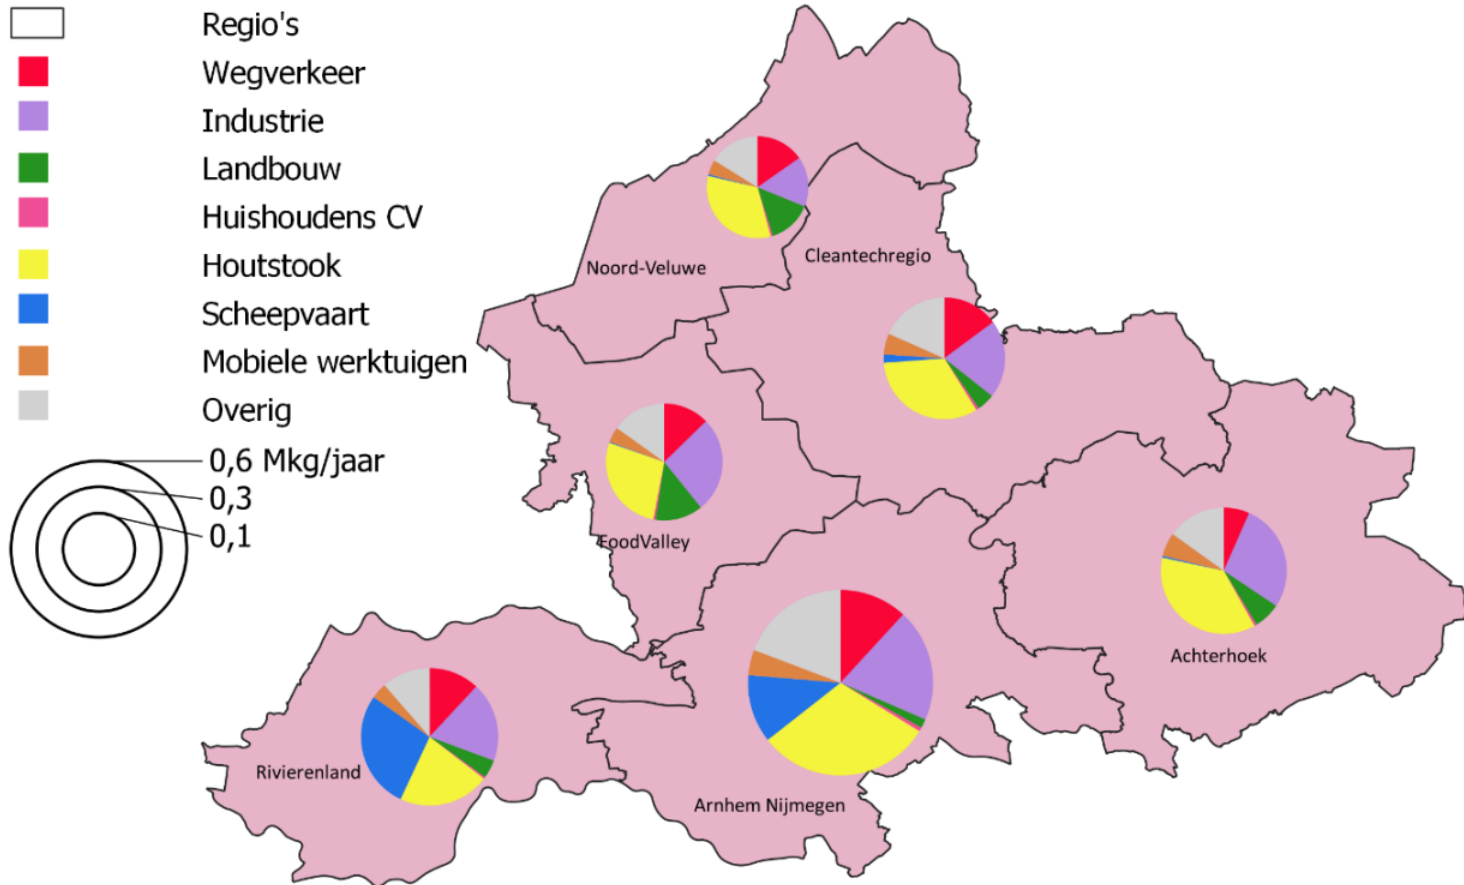 Regio's
Wegverkeer
Industrie
Landbouw
Huishoudens CV
Houtstook
Scheepvaart
Mobiele werktuigen
Overig
0,6 Mkg/jaar
0,3
0,1
Noord-Veluwe
Cleantechregio
FoodValley
Achterhoek
Rivierenland
Arnhem Nijmegen